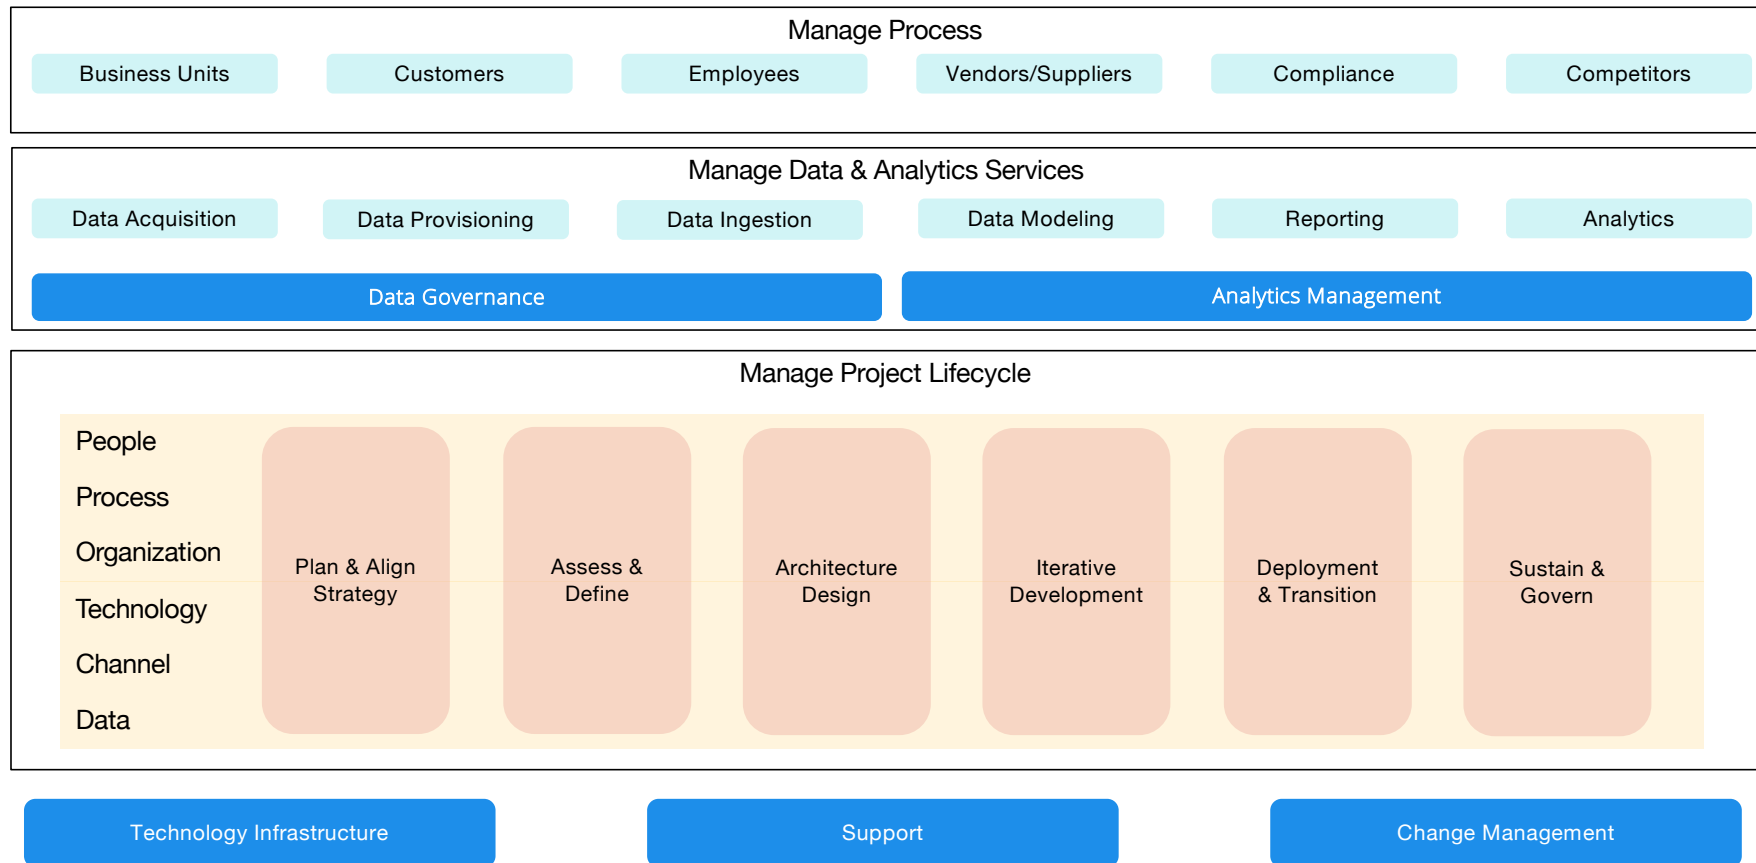 Manage Process
Business Units
Customers
Employees
Vendors/Suppliers
Compliance
Competitors
Manage Data & Analytics Services
Data Acquisition
Data Provisioning
Data Ingestion
Data Modeling
Reporting
Analytics
Data Governance
Analytics Management
Manage Project Lifecycle
People
Process
Organization
Technology
Channel
Data
Plan & Align
Strategy
Assess &
Define
Architecture
Design
Iterative
Development
Deployment
& Transition
Sustain &
Govern
Technology Infrastructure
Support
Change Management